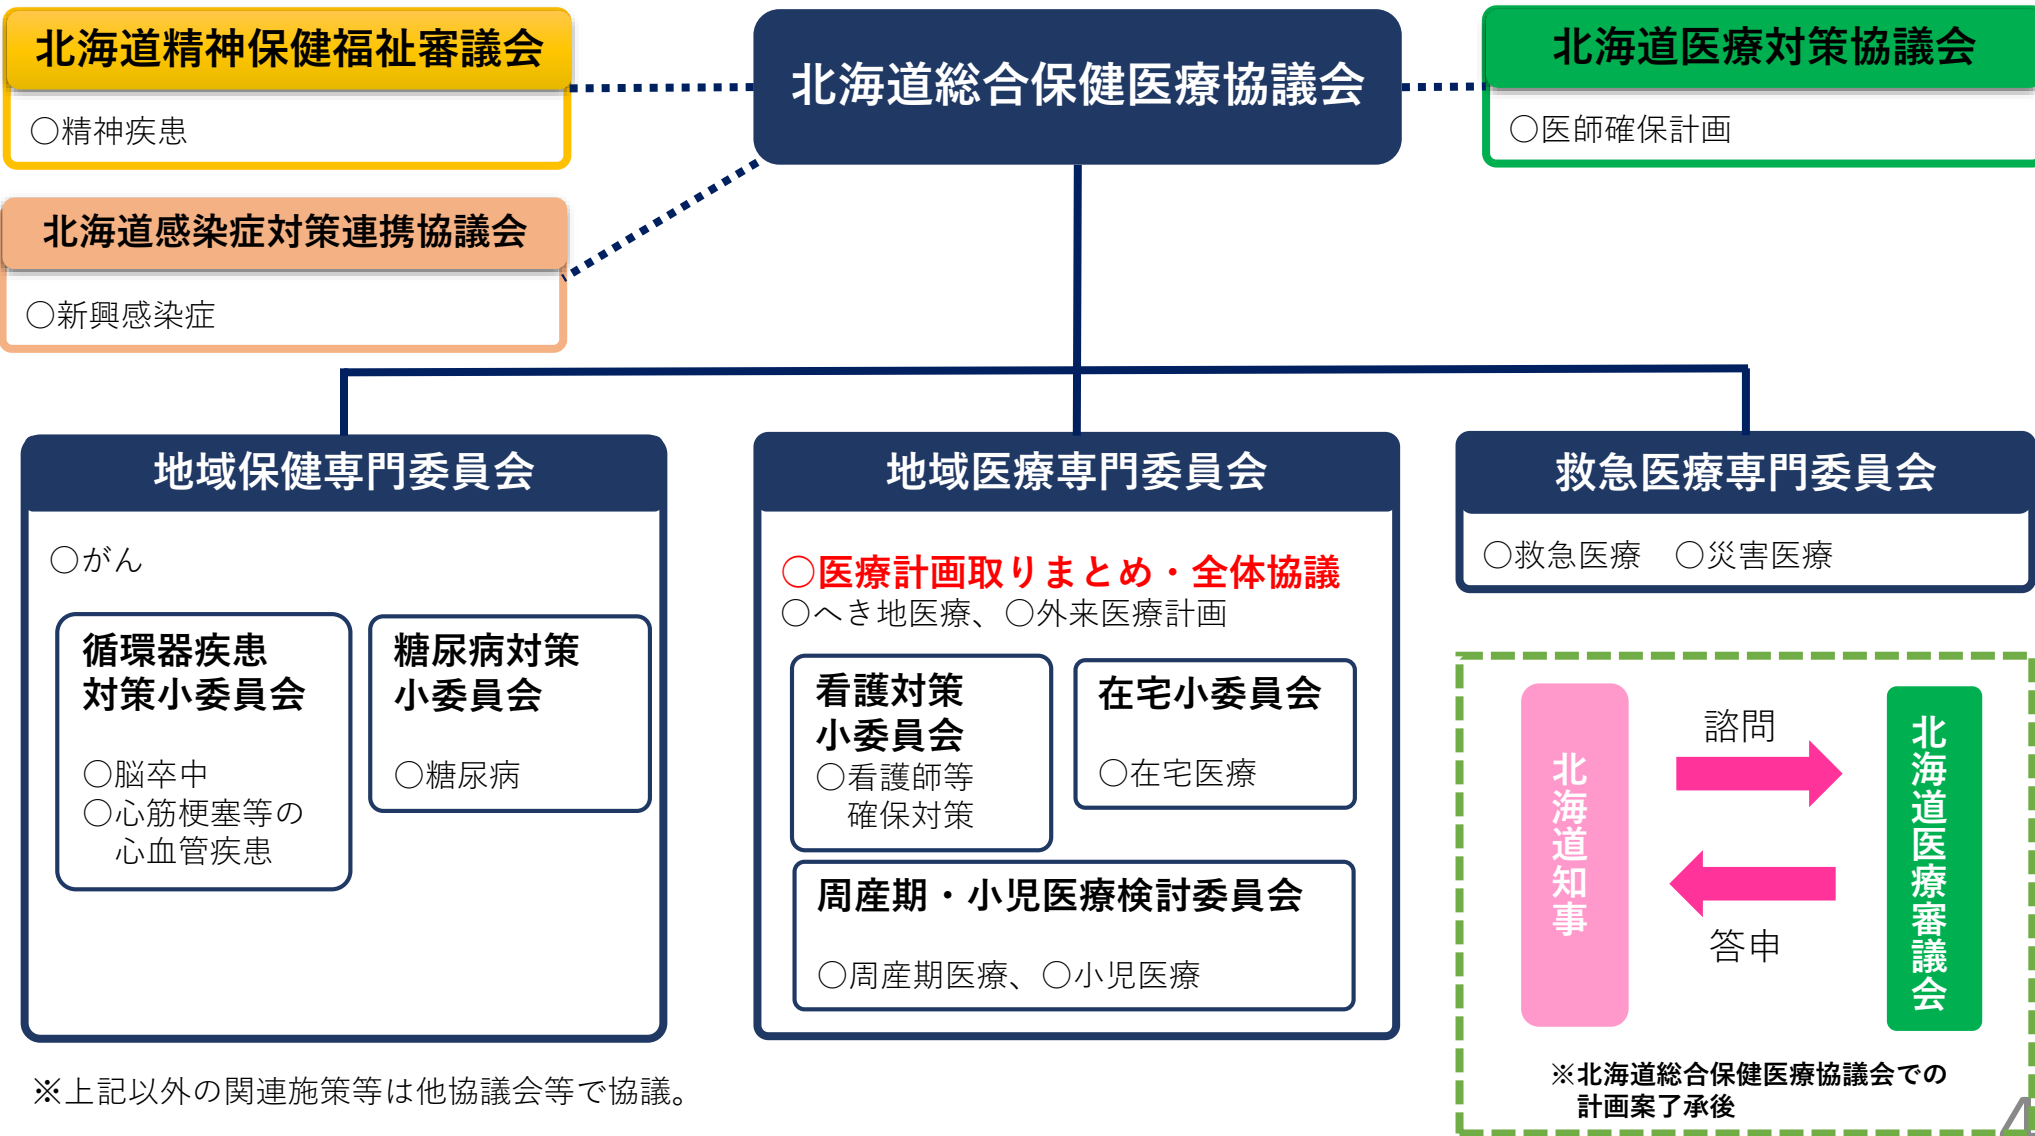 北海道精神保健福祉審議会
○精神疾患
北海道総合保健医療協議会
北海道医療対策協議会
○医師確保計画
北海道感染症対策連携協議会
○新興感染症
地域保健専門委員会
○がん
循環器疾患
対策小委員会
○脳卒中
○心筋梗塞等の
心血管疾患
糖尿病対策
小委員会
○糖尿病
地域医療専門委員会
○医療計画取りまとめ・全体協議
○へき地医療、○外来医療計画
看護対策
小委員会
○看護師等
確保対策
在宅小委員会
○在宅医療
周産期・小児医療検討委員会
○周産期医療、○小児医療
救急医療専門委員会
○救急医療　○災害医療
北海道知事
諮問
答申
北海道医療審議会
※北海道総合保健医療協議会での
計画案了承後
※上記以外の関連施策等は他協議会等で協議。
4